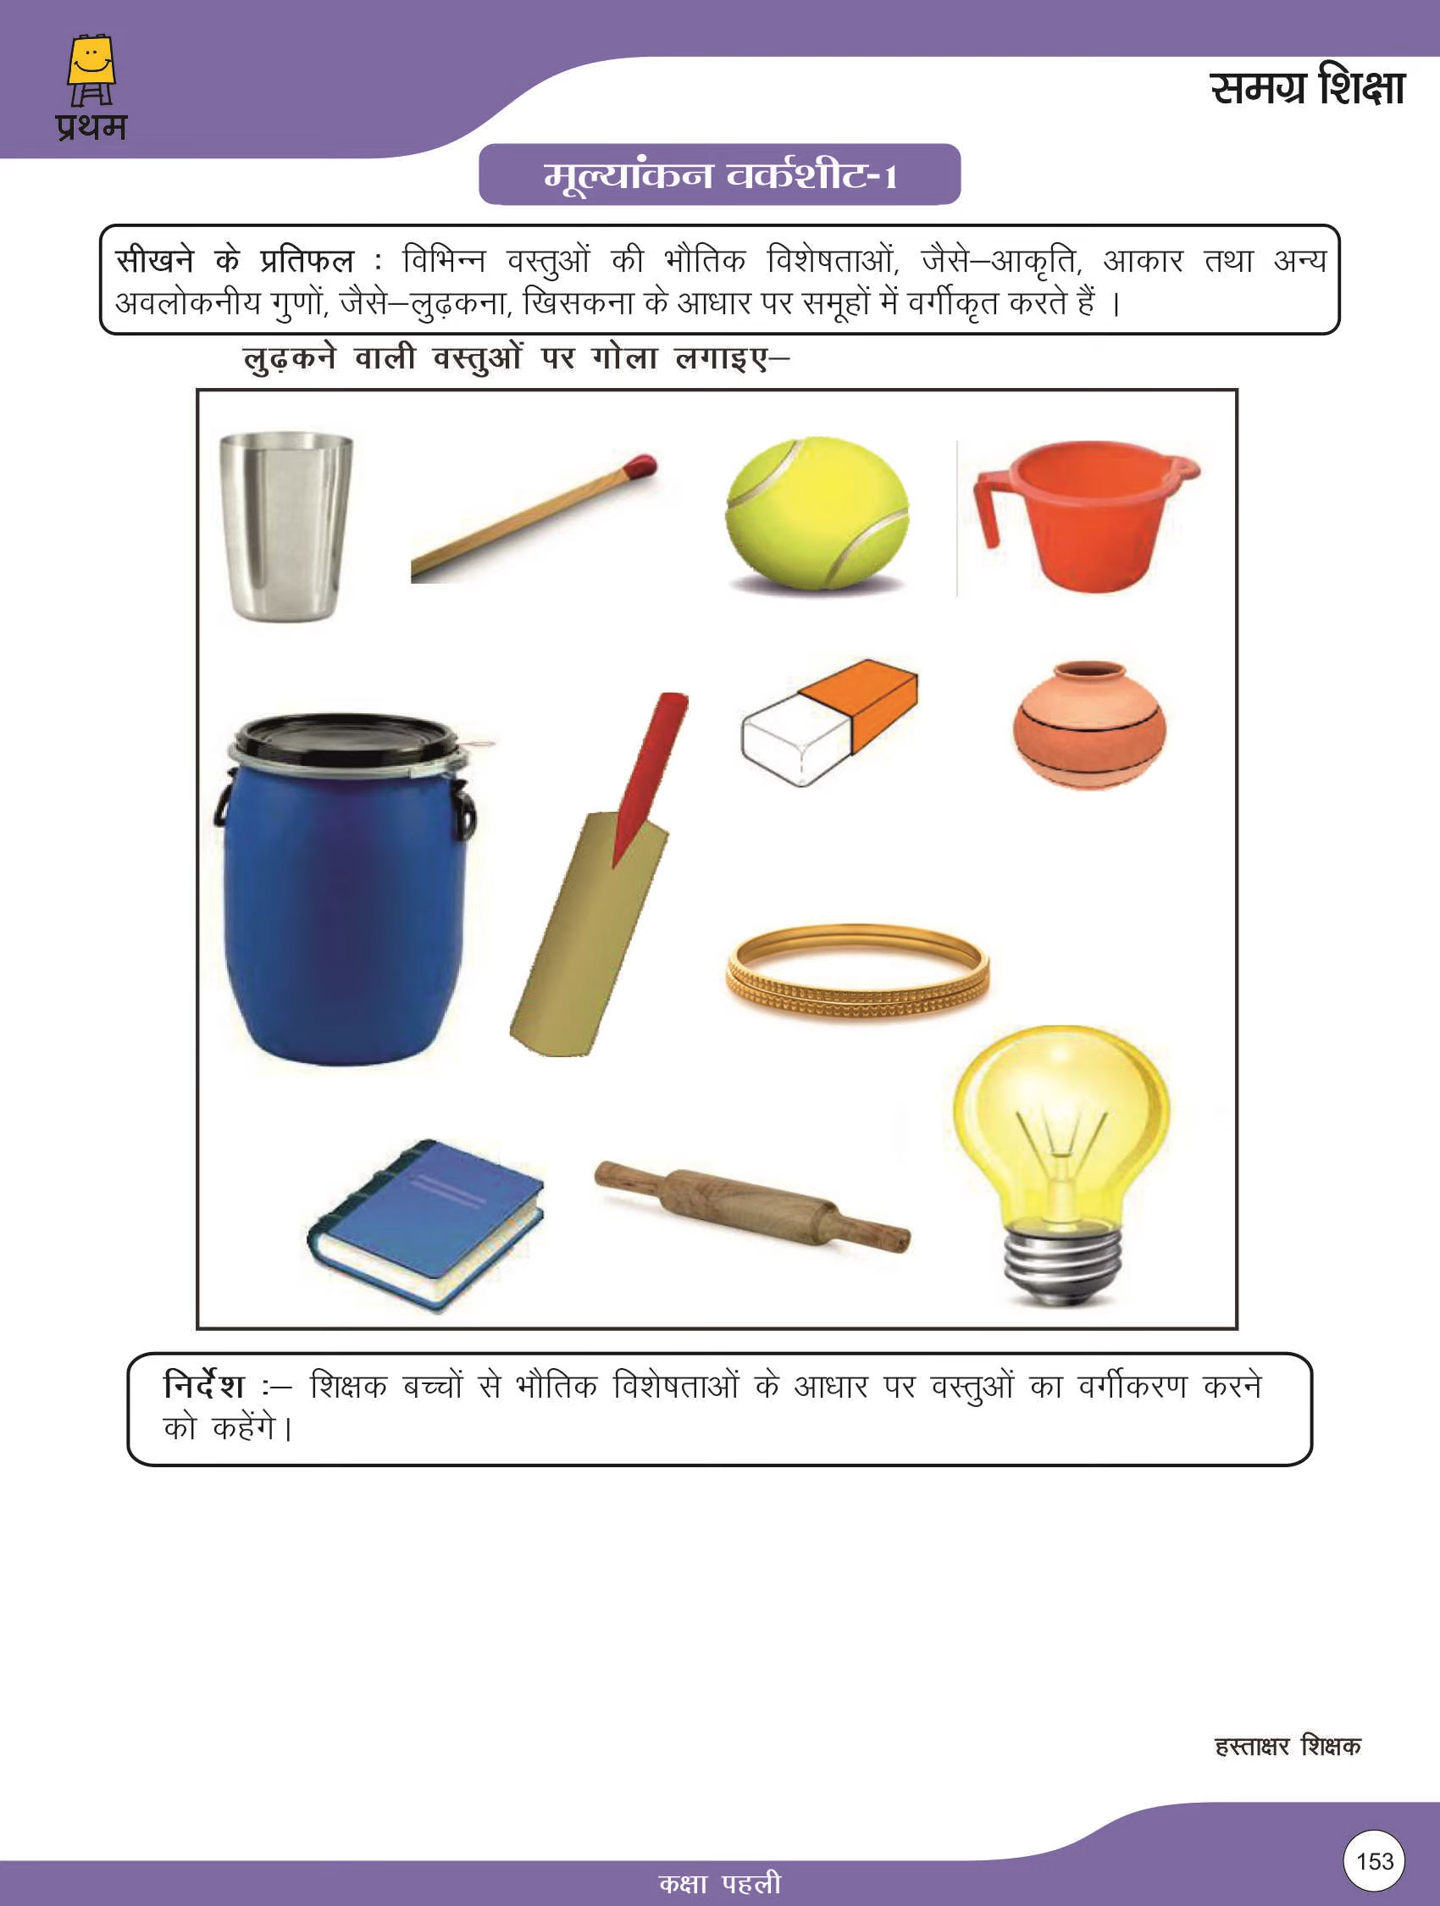 प्रथम
समग्र शिक्षा
मूल्यांकन वर्कशीट-1
सीखने के प्रतिफल : विभिन्न वस्तुओं की भौतिक विशेषताओं, जैसे–आकृति, आकार तथा अन्य
अवलोकनीय गुणों, जैसे–लुढ़कना, खिसकना के आधार पर समूहों में वर्गीकृत करते हैं ।
लुढ़कने वाली वस्तुओं पर गोला लगाइए–
निर्देश :– शिक्षक बच्चों से भौतिक विशेषताओं के आधार पर वस्तुओं का वर्गीकरण करने
को कहेंगे।
हस्ताक्षर शिक्षक
153
कक्षा पहली